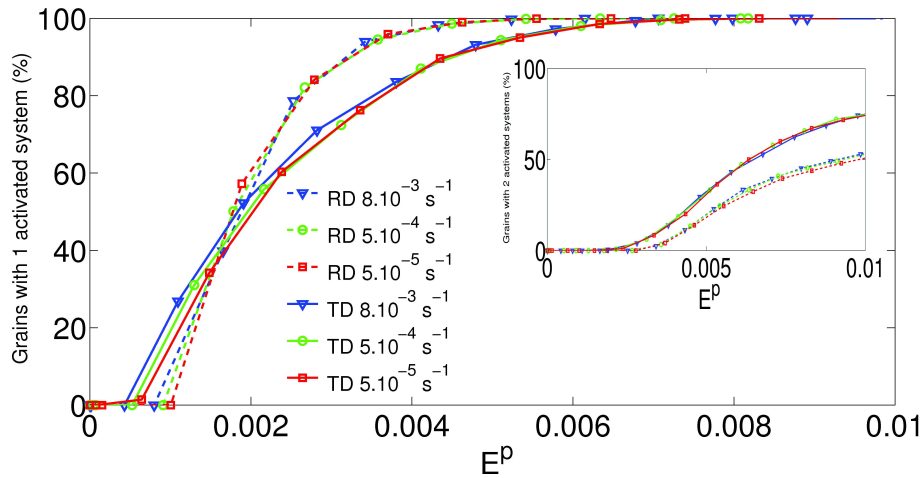 Grains with 1 activated system (%)
100
80
60
40
20
0
0
0.002
0.004
0.006
0.008
0.01
E^p
RD 8.10^−3 s^−1
RD 5.10^−4 s^−1
RD 5.10^−5 s^−1
TD 8.10^−3 s^−1
TD 5.10^−4 s^−1
TD 5.10^−5 s^−1
Grains with 2 activated systems (%)
100
50
0
0
0.005
0.01
E^p